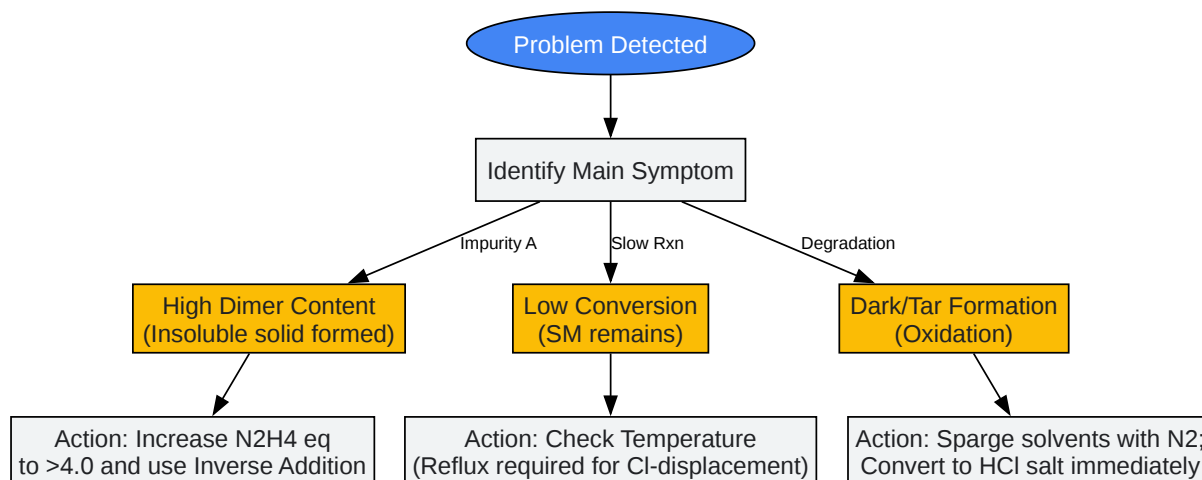 Problem Detected
Identify Main Symptom
Impurity A
Slow Rxn
Degradation
High Dimer Content
(Insoluble solid formed)
Low Conversion
(SM remains)
Dark/Tar Formation
(Oxidation)
Action: Increase N2H4 eq
to >4.0 and use Inverse Addition
Action: Check Temperature
(Reflux required for Cl-displacement)
Action: Sparge solvents with N2;
Convert to HCl salt immediately